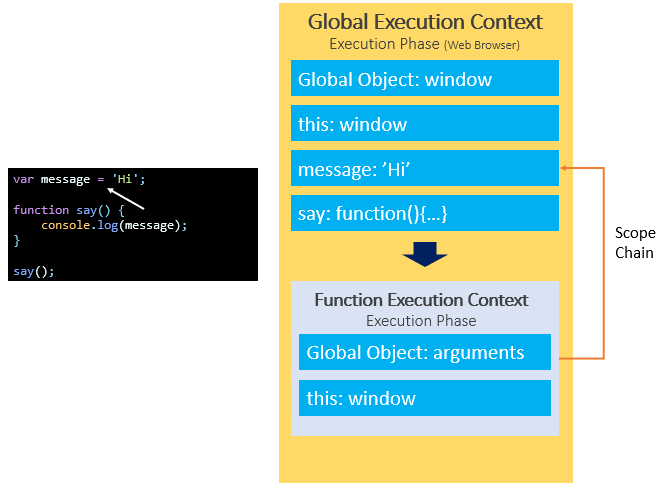 Global Execution Context
Execution Phase (Web Browser)
Global Object: window
this: window
message: ’Hi’
say: function(){…}
var message = 'Hi';
function say() {
    console.log(message);
}
say();
Function Execution Context
Execution Phase
Global Object: arguments
this: window
Scope
Chain